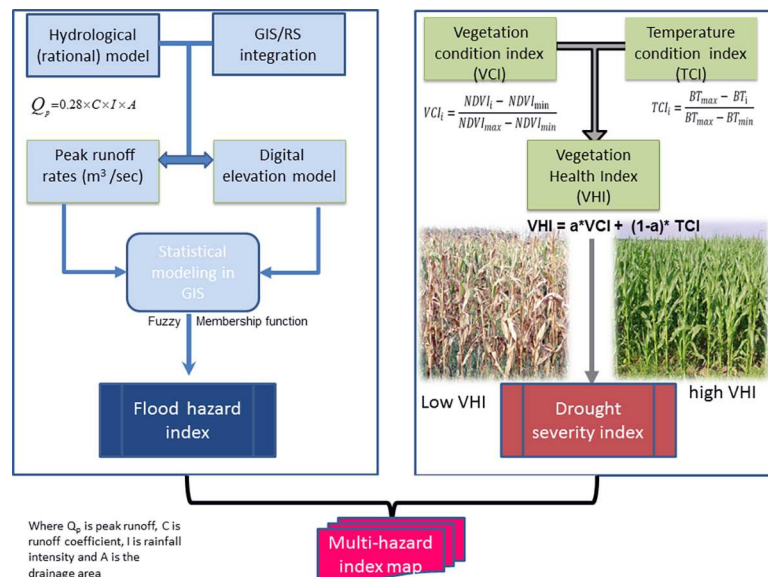 Hydrological
(rational) model
GIS/RS
integration
Q_p=0.28×C×I×A
Peak runoff
rates (m³/sec)
Digital
elevation model
Statistical
modeling in
GIS
Fuzzy Membership function
Flood hazard
index
Vegetation
condition index
(VCI)
Temperature
condition index
(TCI)
VCI_i = (NDVI_i − NDVI_min) / (NDVI_max − NDVI_min)
TCI_i = (BT_max − BT_i) / (BT_max − BT_min)
Vegetation
Health Index
(VHI)
VHI = a*VCI + (1-a)* TCI
Low VHI
high VHI
Drought
severity index
Where Q_p is peak runoff, C is
runoff coefficient, I is rainfall
intensity and A is the
drainage area
Multi-hazard
index map